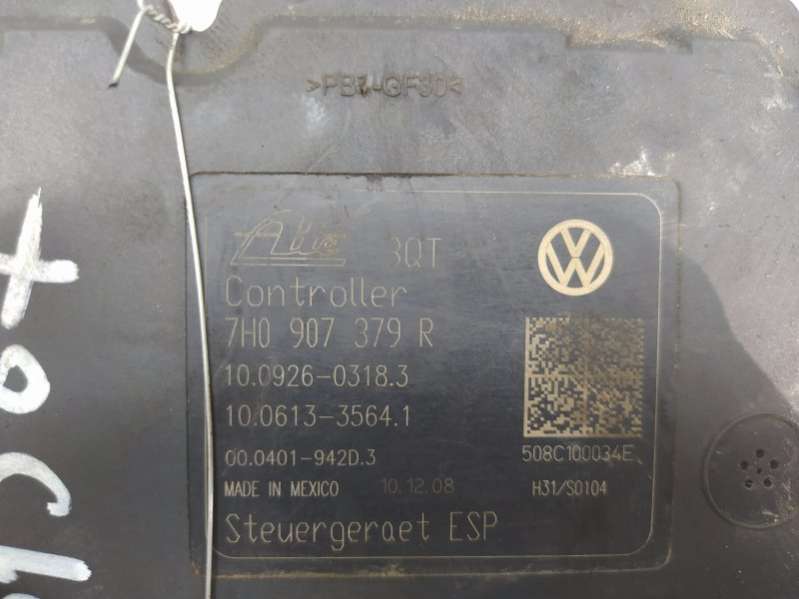 >PBT-GF30<
Ate 3QT
Controller
7H0 907 379 R
10.0926-0318.3
10.0613-3564.1
00.0401-942D.3
508C100034E
MADE IN MEXICO 10.12.08
H31/S0104
Steuergeraet ESP